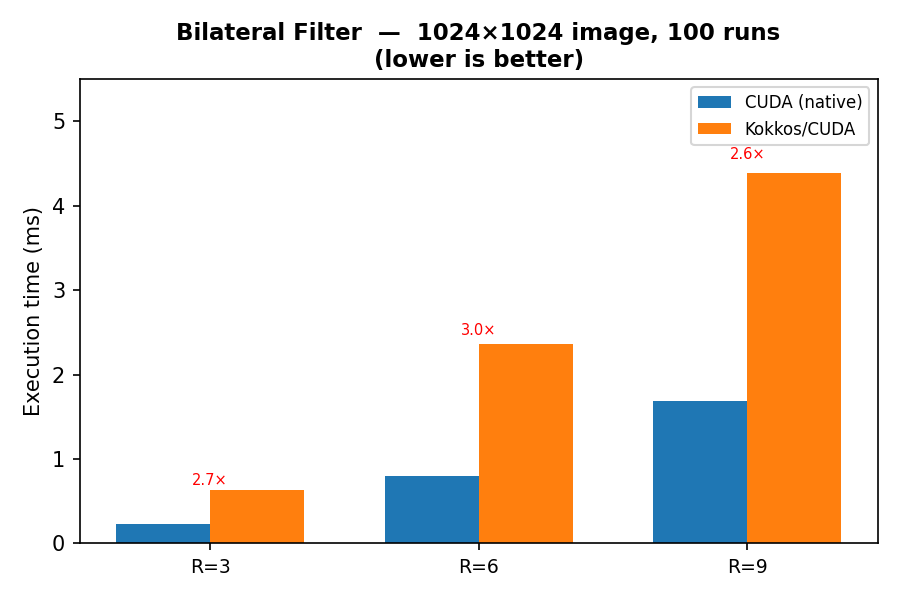 Bilateral Filter — 1024×1024 image, 100 runs
(lower is better)
CUDA (native)
Kokkos/CUDA
Execution time (ms)
5
4
3
2
1
0
2.7×
3.0×
2.6×
R=3
R=6
R=9